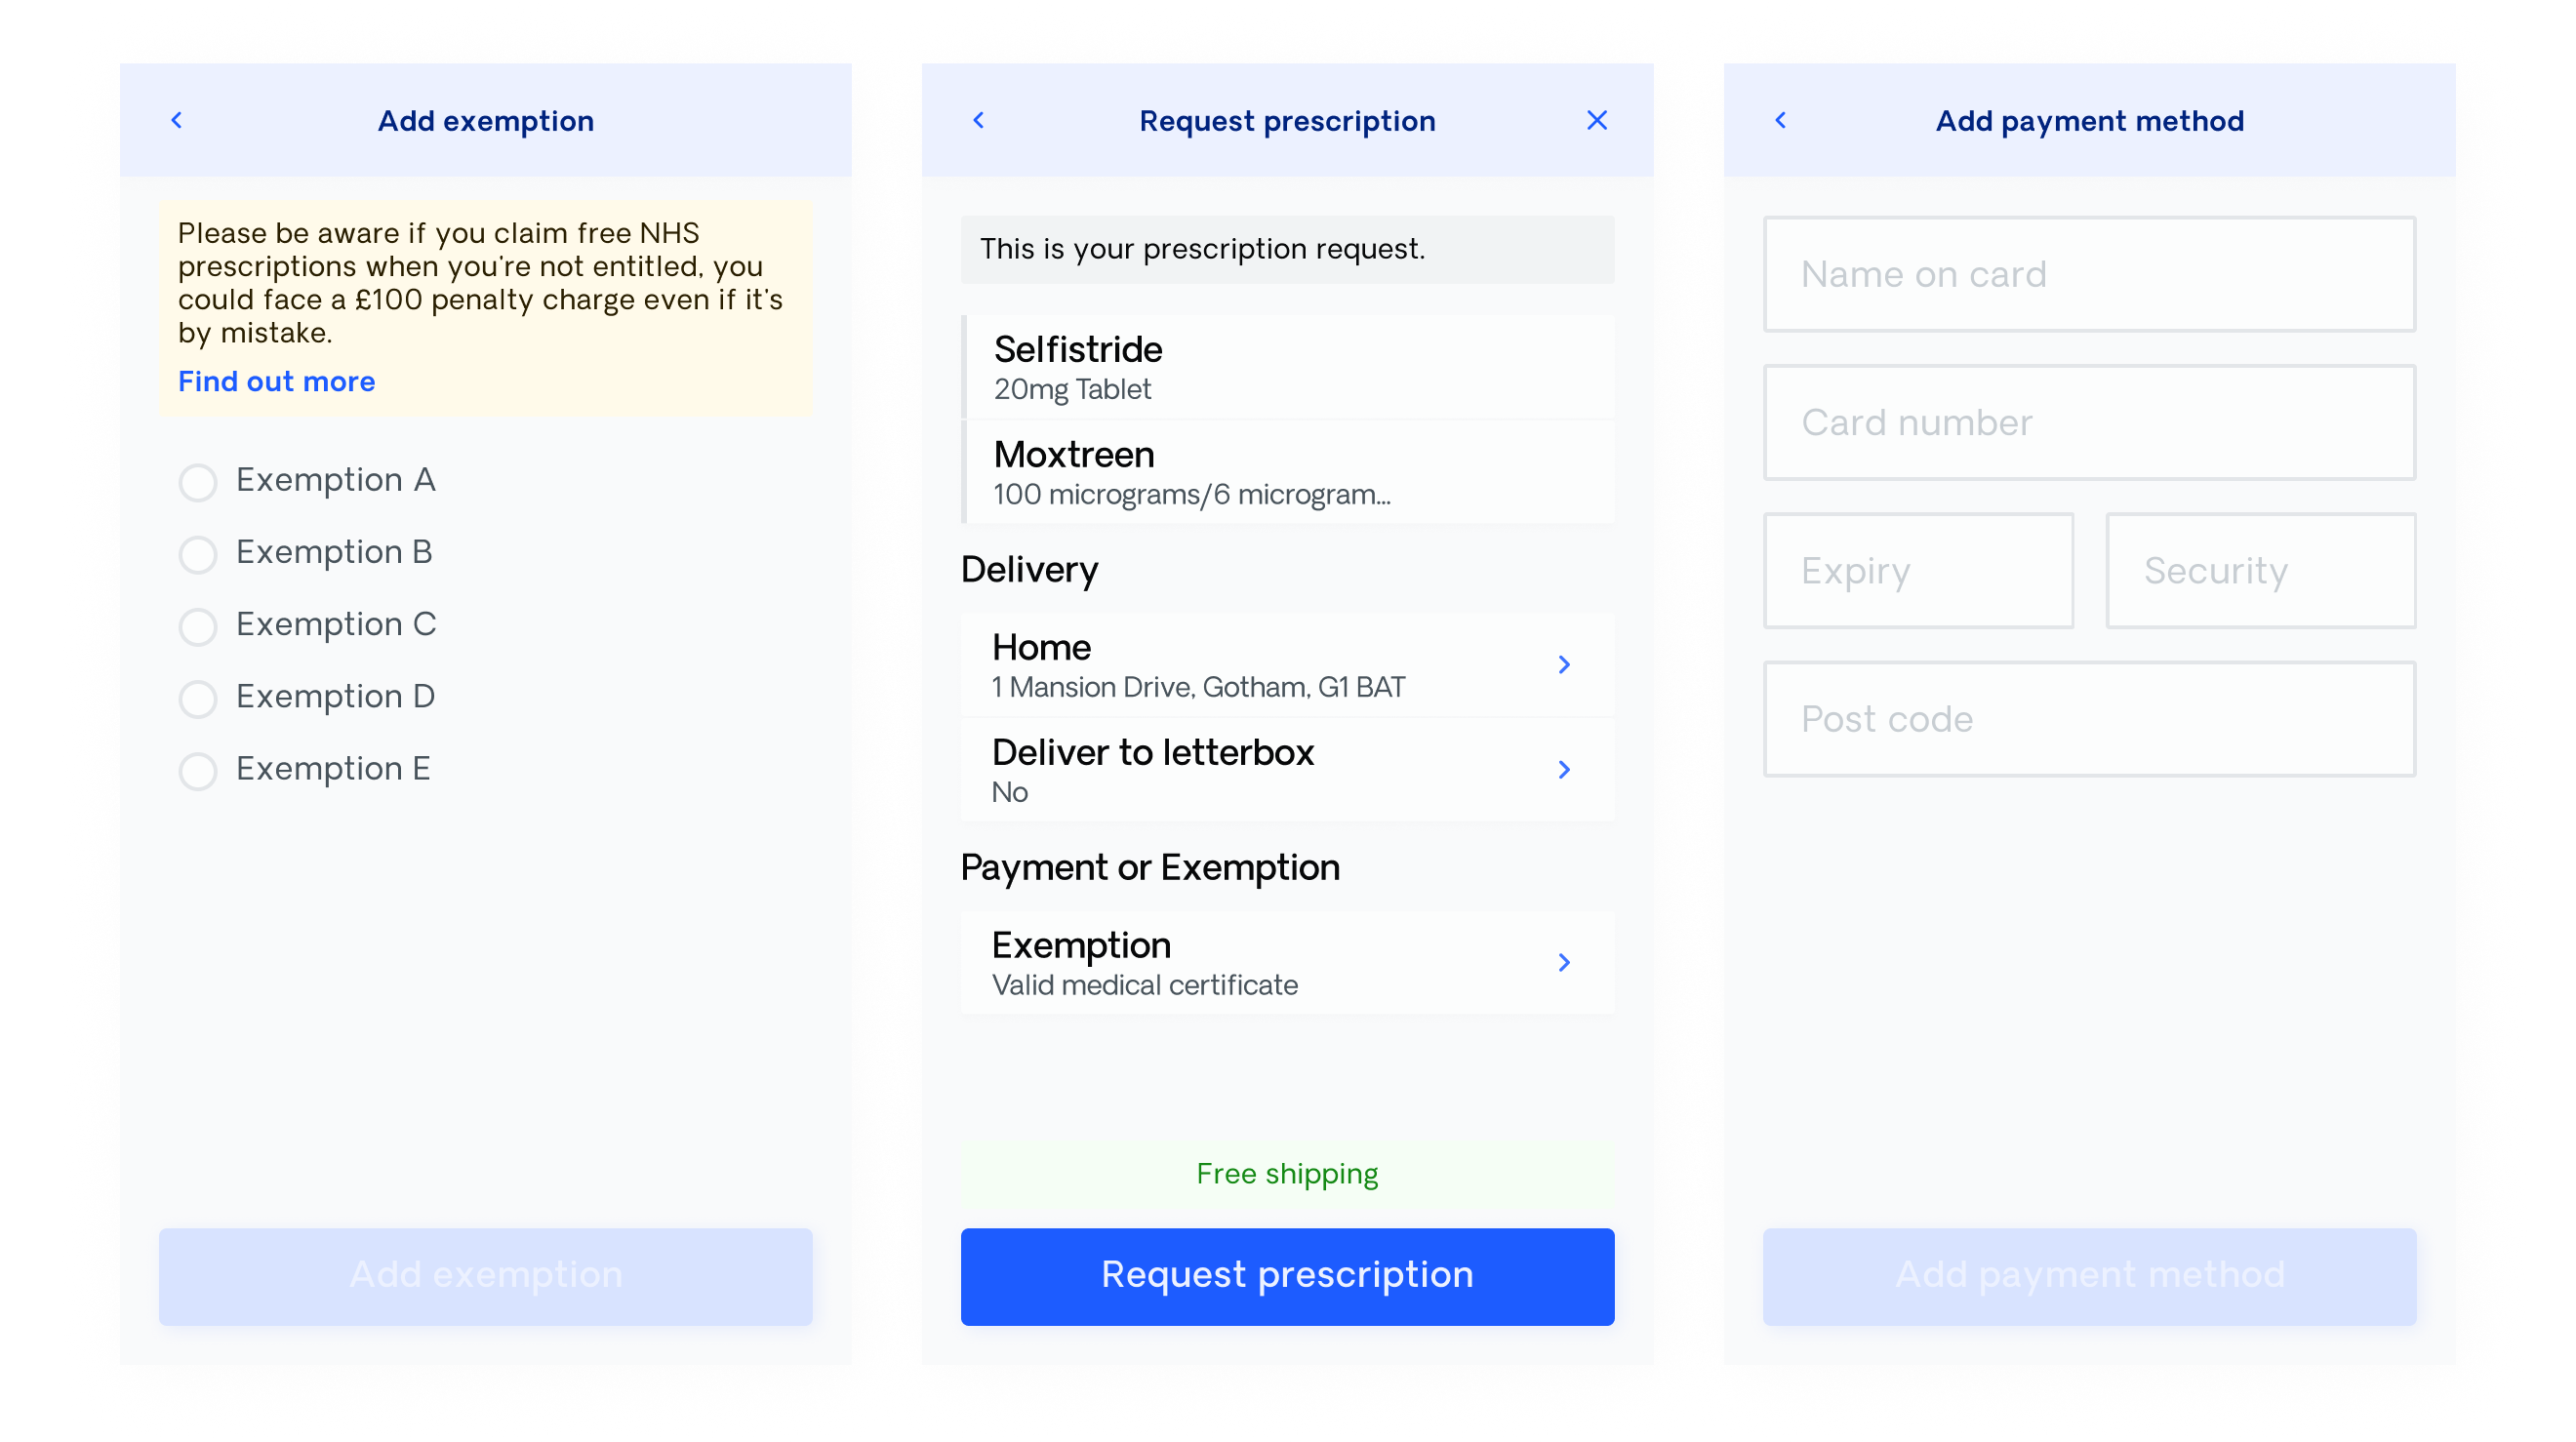 Add exemption
Please be aware if you claim free NHS
prescriptions when you're not entitled, you
could face a £100 penalty charge even if it's
by mistake.
Find out more
Exemption A
Exemption B
Exemption C
Exemption D
Exemption E
Add exemption
Request prescription
This is your prescription request.
Selfistride
20mg Tablet
Moxtreen
100 micrograms/6 microgram...
Delivery
Home
1 Mansion Drive, Gotham, G1 BAT
Deliver to letterbox
No
Payment or Exemption
Exemption
Valid medical certificate
Free shipping
Request prescription
Add payment method
Name on card
Card number
Expiry
Security
Post code
Add payment method